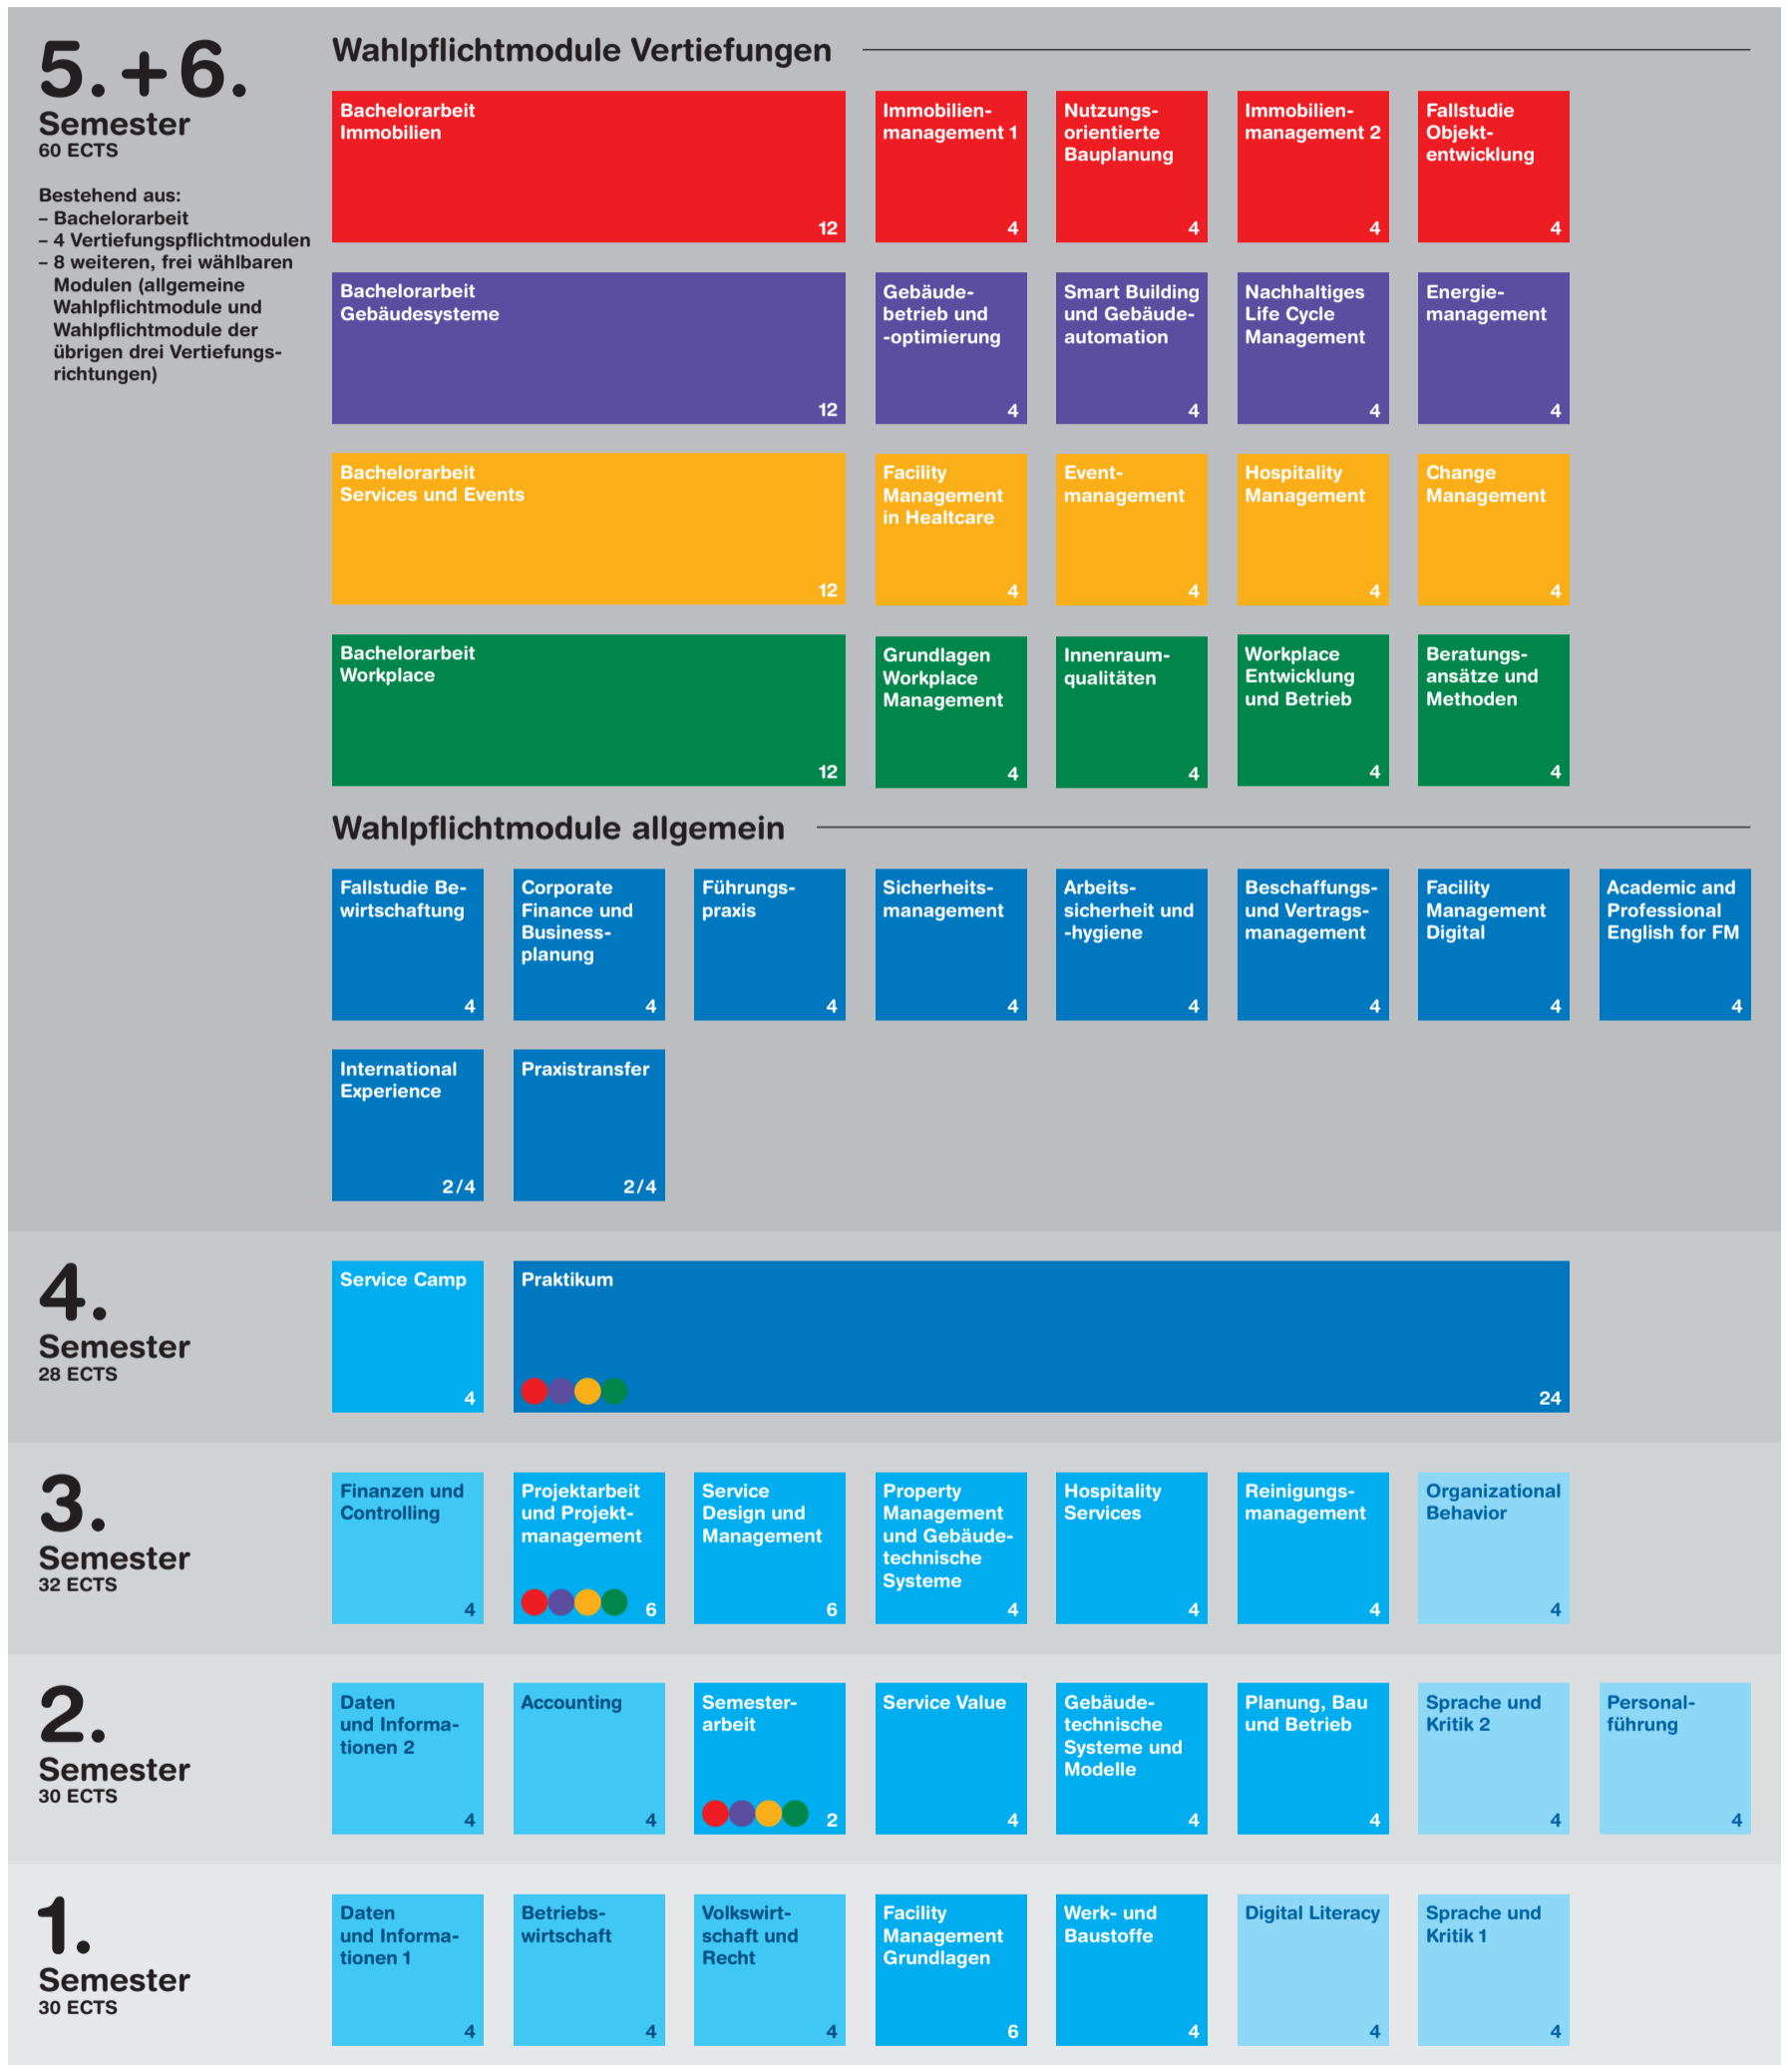 5. + 6.
Semester
60 ECTS
Bestehend aus:
– Bachelorarbeit
– 4 Vertiefungspflichtmodulen
– 8 weiteren, frei wählbaren
Modulen (allgemeine
Wahlpflichtmodule und
Wahlpflichtmodule der
übrigen drei Vertiefungs-
richtungen)
Wahlpflichtmodule Vertiefungen
Bachelorarbeit
Immobilien
12
Immobilien-
management 1
4
Nutzungs-
orientierte
Bauplanung
4
Immobilien-
management 2
4
Fallstudie
Objekt-
entwicklung
4
Bachelorarbeit
Gebäudesysteme
12
Gebäude-
betrieb und
-optimierung
4
Smart Building
und Gebäude-
automation
4
Nachhaltiges
Life Cycle
Management
4
Energie-
management
4
Bachelorarbeit
Services und Events
12
Facility
Management
in Healtcare
4
Event-
management
4
Hospitality
Management
4
Change
Management
4
Bachelorarbeit
Workplace
12
Grundlagen
Workplace
Management
4
Innenraum-
qualitäten
4
Workplace
Entwicklung
und Betrieb
4
Beratungs-
ansätze und
Methoden
4
Wahlpflichtmodule allgemein
Fallstudie Be-
wirtschaftung
4
Corporate
Finance und
Business-
planung
4
Führungs-
praxis
4
Sicherheits-
management
4
Arbeits-
sicherheit und
-hygiene
4
Beschaffungs-
und Vertrags-
management
4
Facility
Management
Digital
4
Academic and
Professional
English for FM
4
International
Experience
2/4
Praxistransfer
2/4
4.
Semester
28 ECTS
Service Camp
4
Praktikum
24
3.
Semester
32 ECTS
Finanzen und
Controlling
4
Projektarbeit
und Projekt-
management
6
Service
Design und
Management
6
Property
Management
und Gebäude-
technische
Systeme
4
Hospitality
Services
4
Reinigungs-
management
4
Organizational
Behavior
4
2.
Semester
30 ECTS
Daten
und Informa-
tionen 2
4
Accounting
4
Semester-
arbeit
2
Service Value
4
Gebäude-
technische
Systeme und
Modelle
4
Planung, Bau
und Betrieb
4
Sprache und
Kritik 2
4
Personal-
führung
4
1.
Semester
30 ECTS
Daten
und Informa-
tionen 1
4
Betriebs-
wirtschaft
4
Volkswirt-
schaft und
Recht
4
Facility
Management
Grundlagen
6
Werk- und
Baustoffe
4
Digital Literacy
4
Sprache und
Kritik 1
4